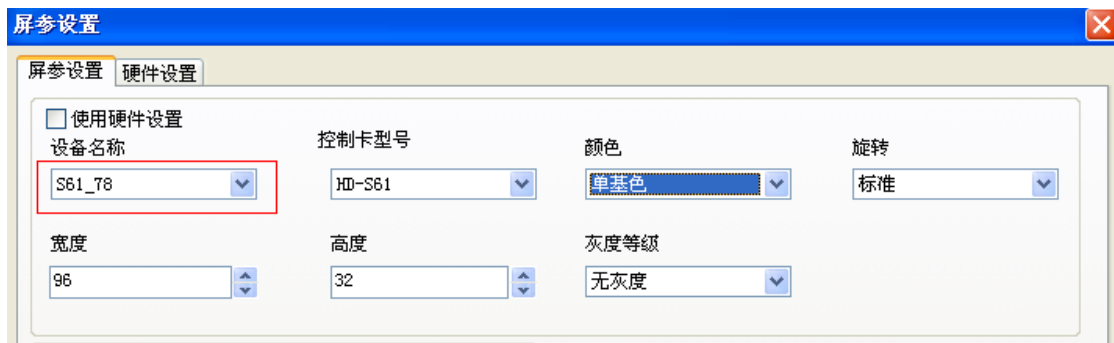 屏参设置
屏参设置 硬件设置
使用硬件设置
设备名称 控制卡型号 颜色 旋转
S61_78 HD-S61 单基色 标准
宽度 高度 灰度等级
96 32 无灰度